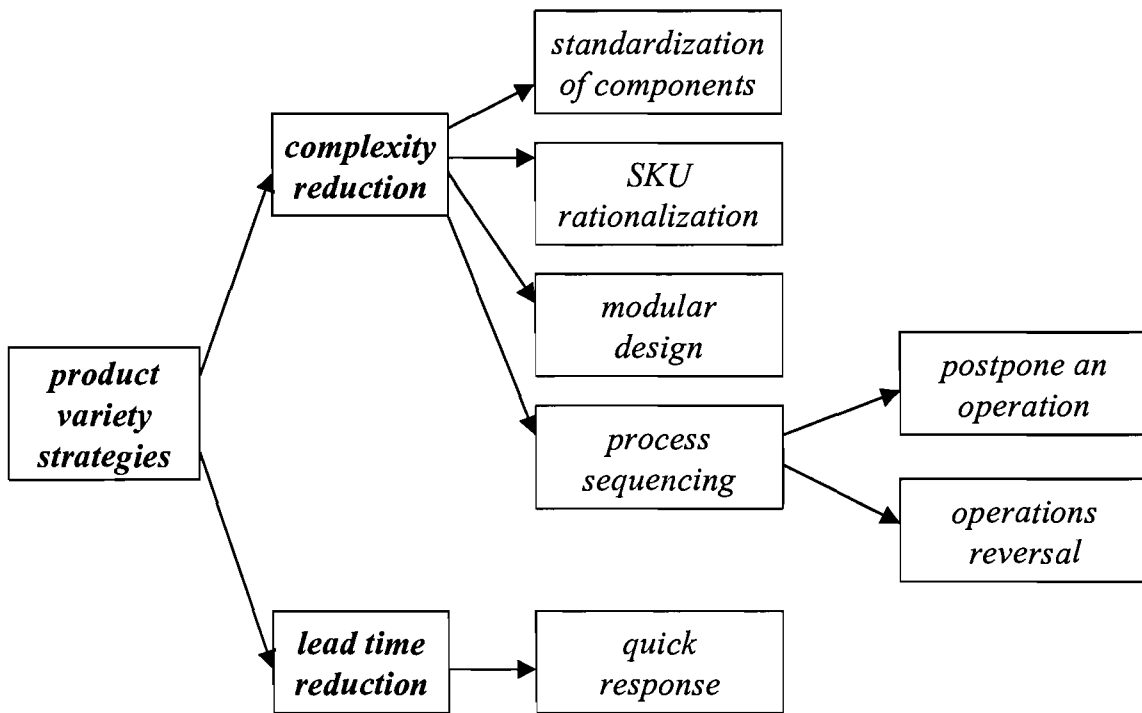 standardization
of components
complexity
reduction
SKU
rationalization
modular
design
product
variety
strategies
process
sequencing
postpone an
operation
operations
reversal
lead time
reduction
quick
response